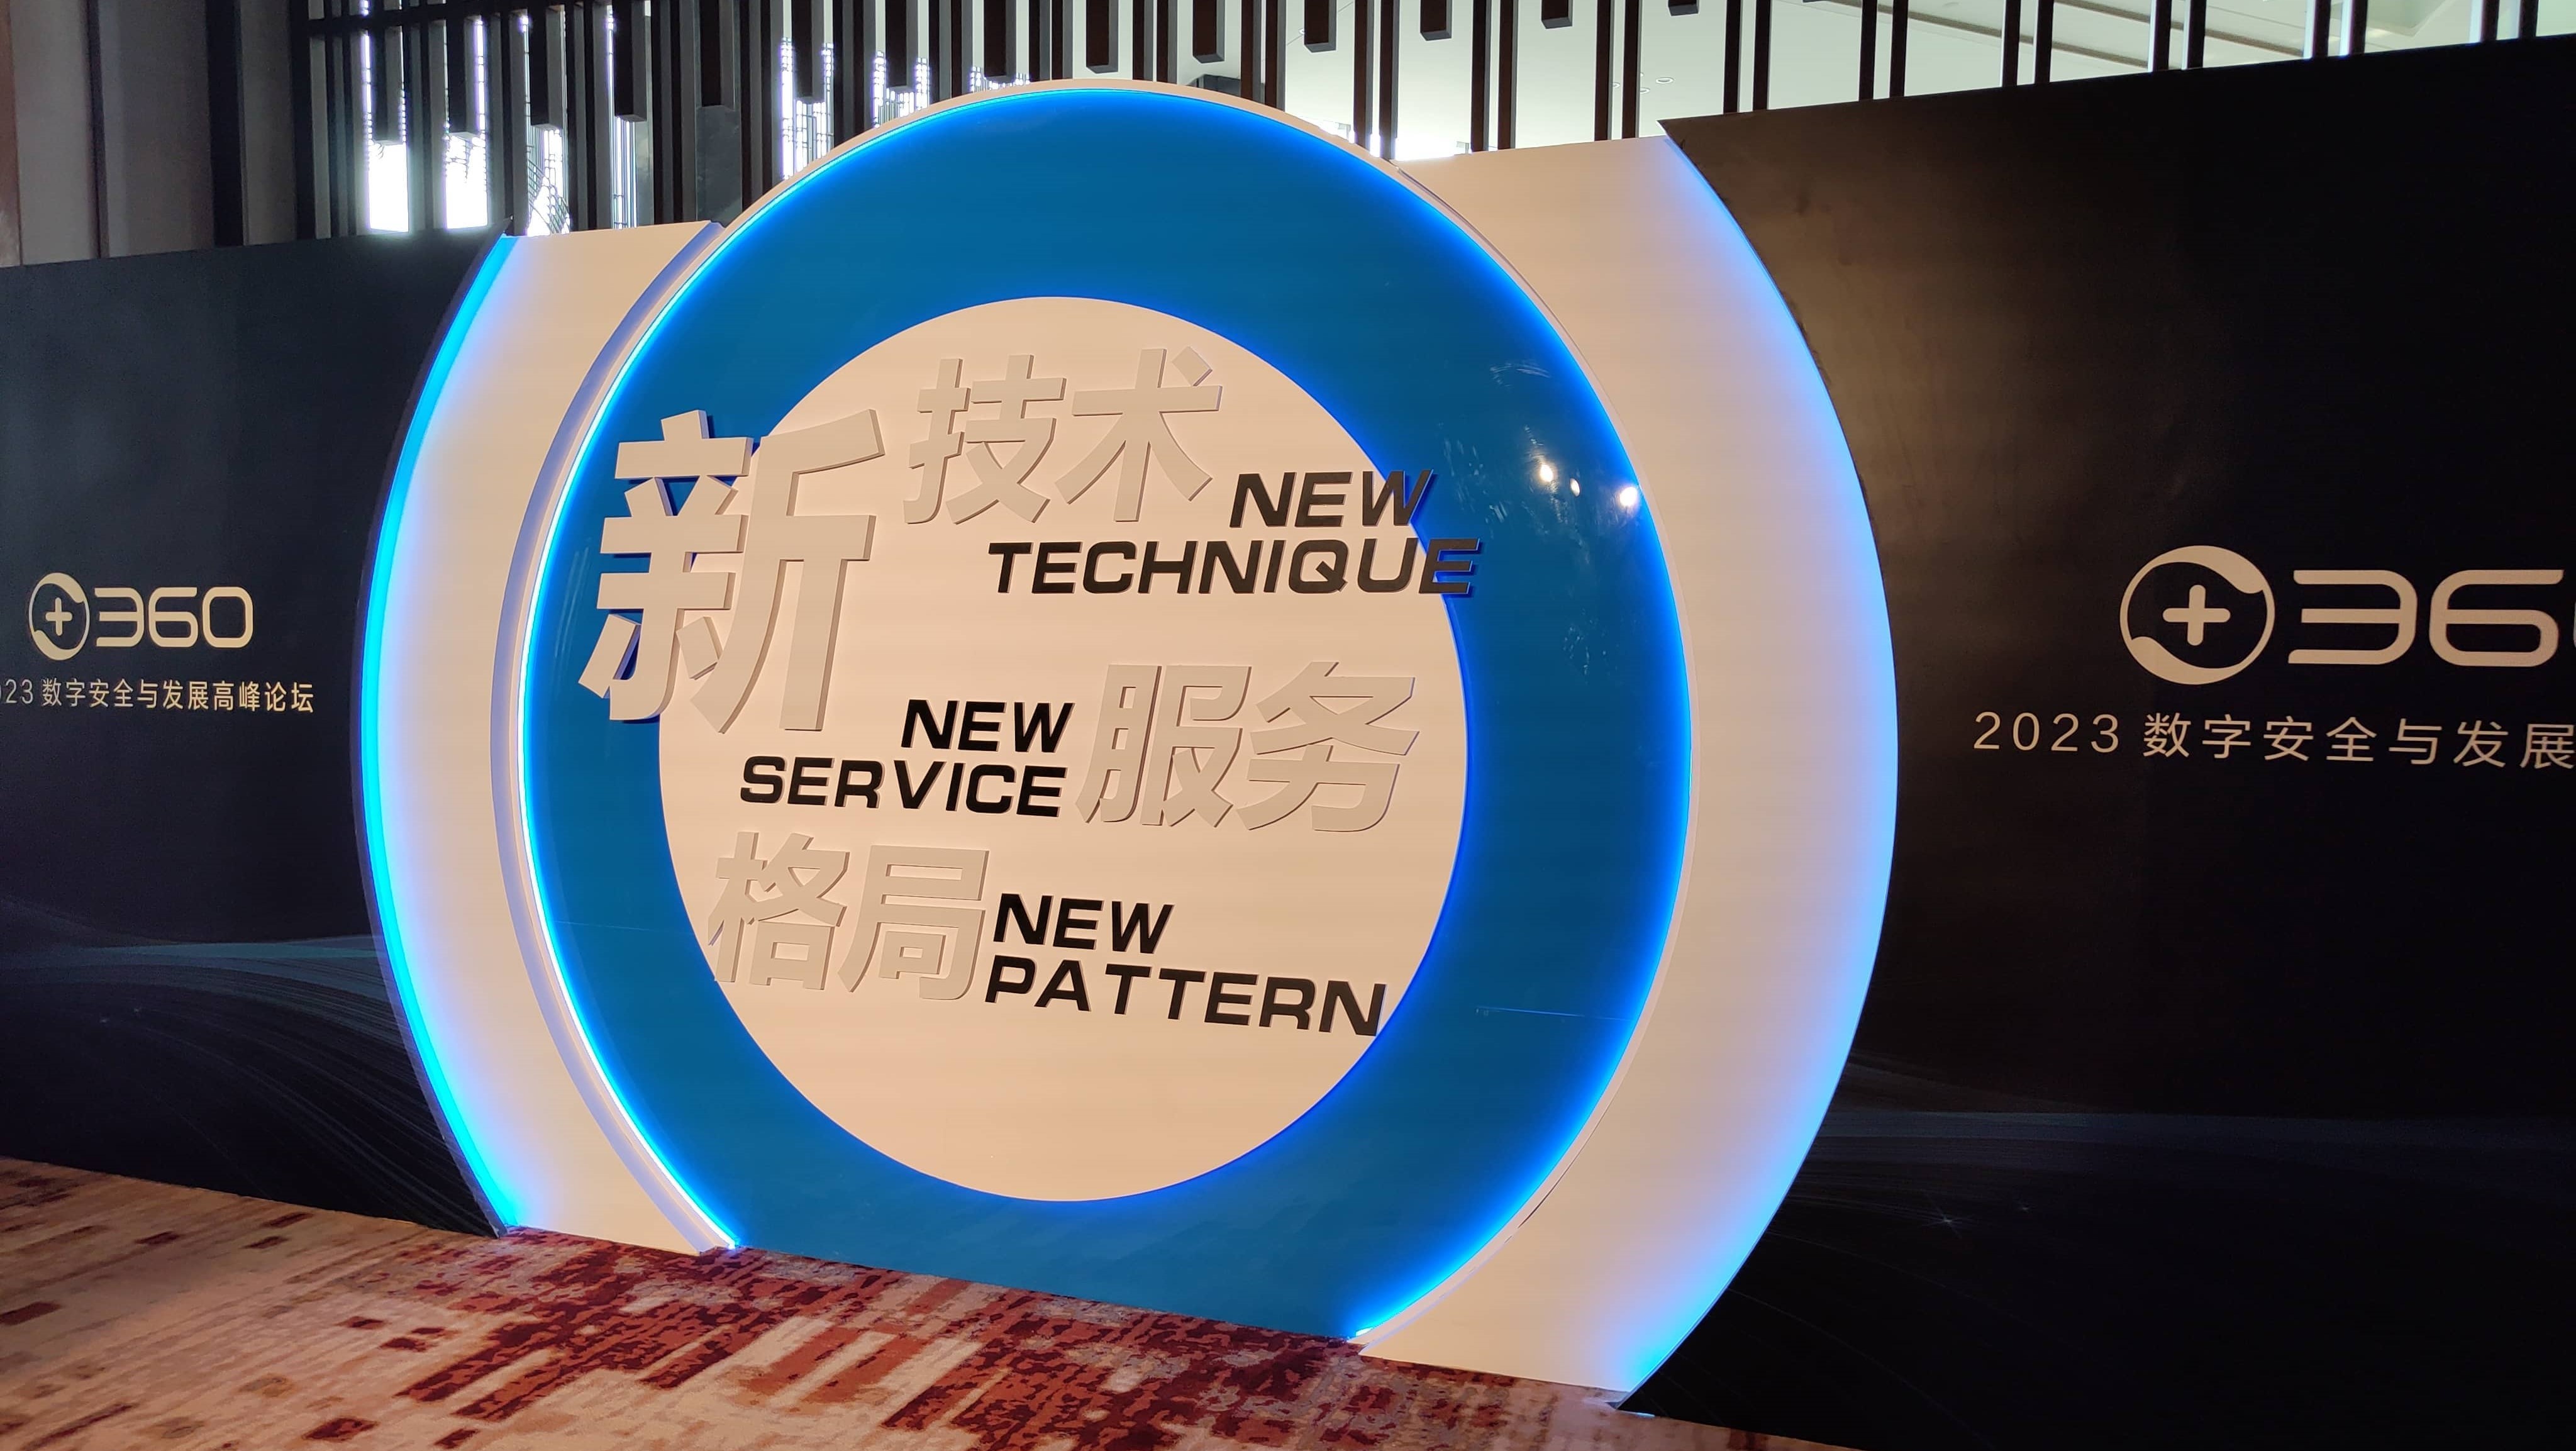 新技术
NEW
TECHNIQUE
NEW
SERVICE
服务
格局
NEW
PATTERN
360
23 数字安全与发展高峰论坛
36
2023 数字安全与发展